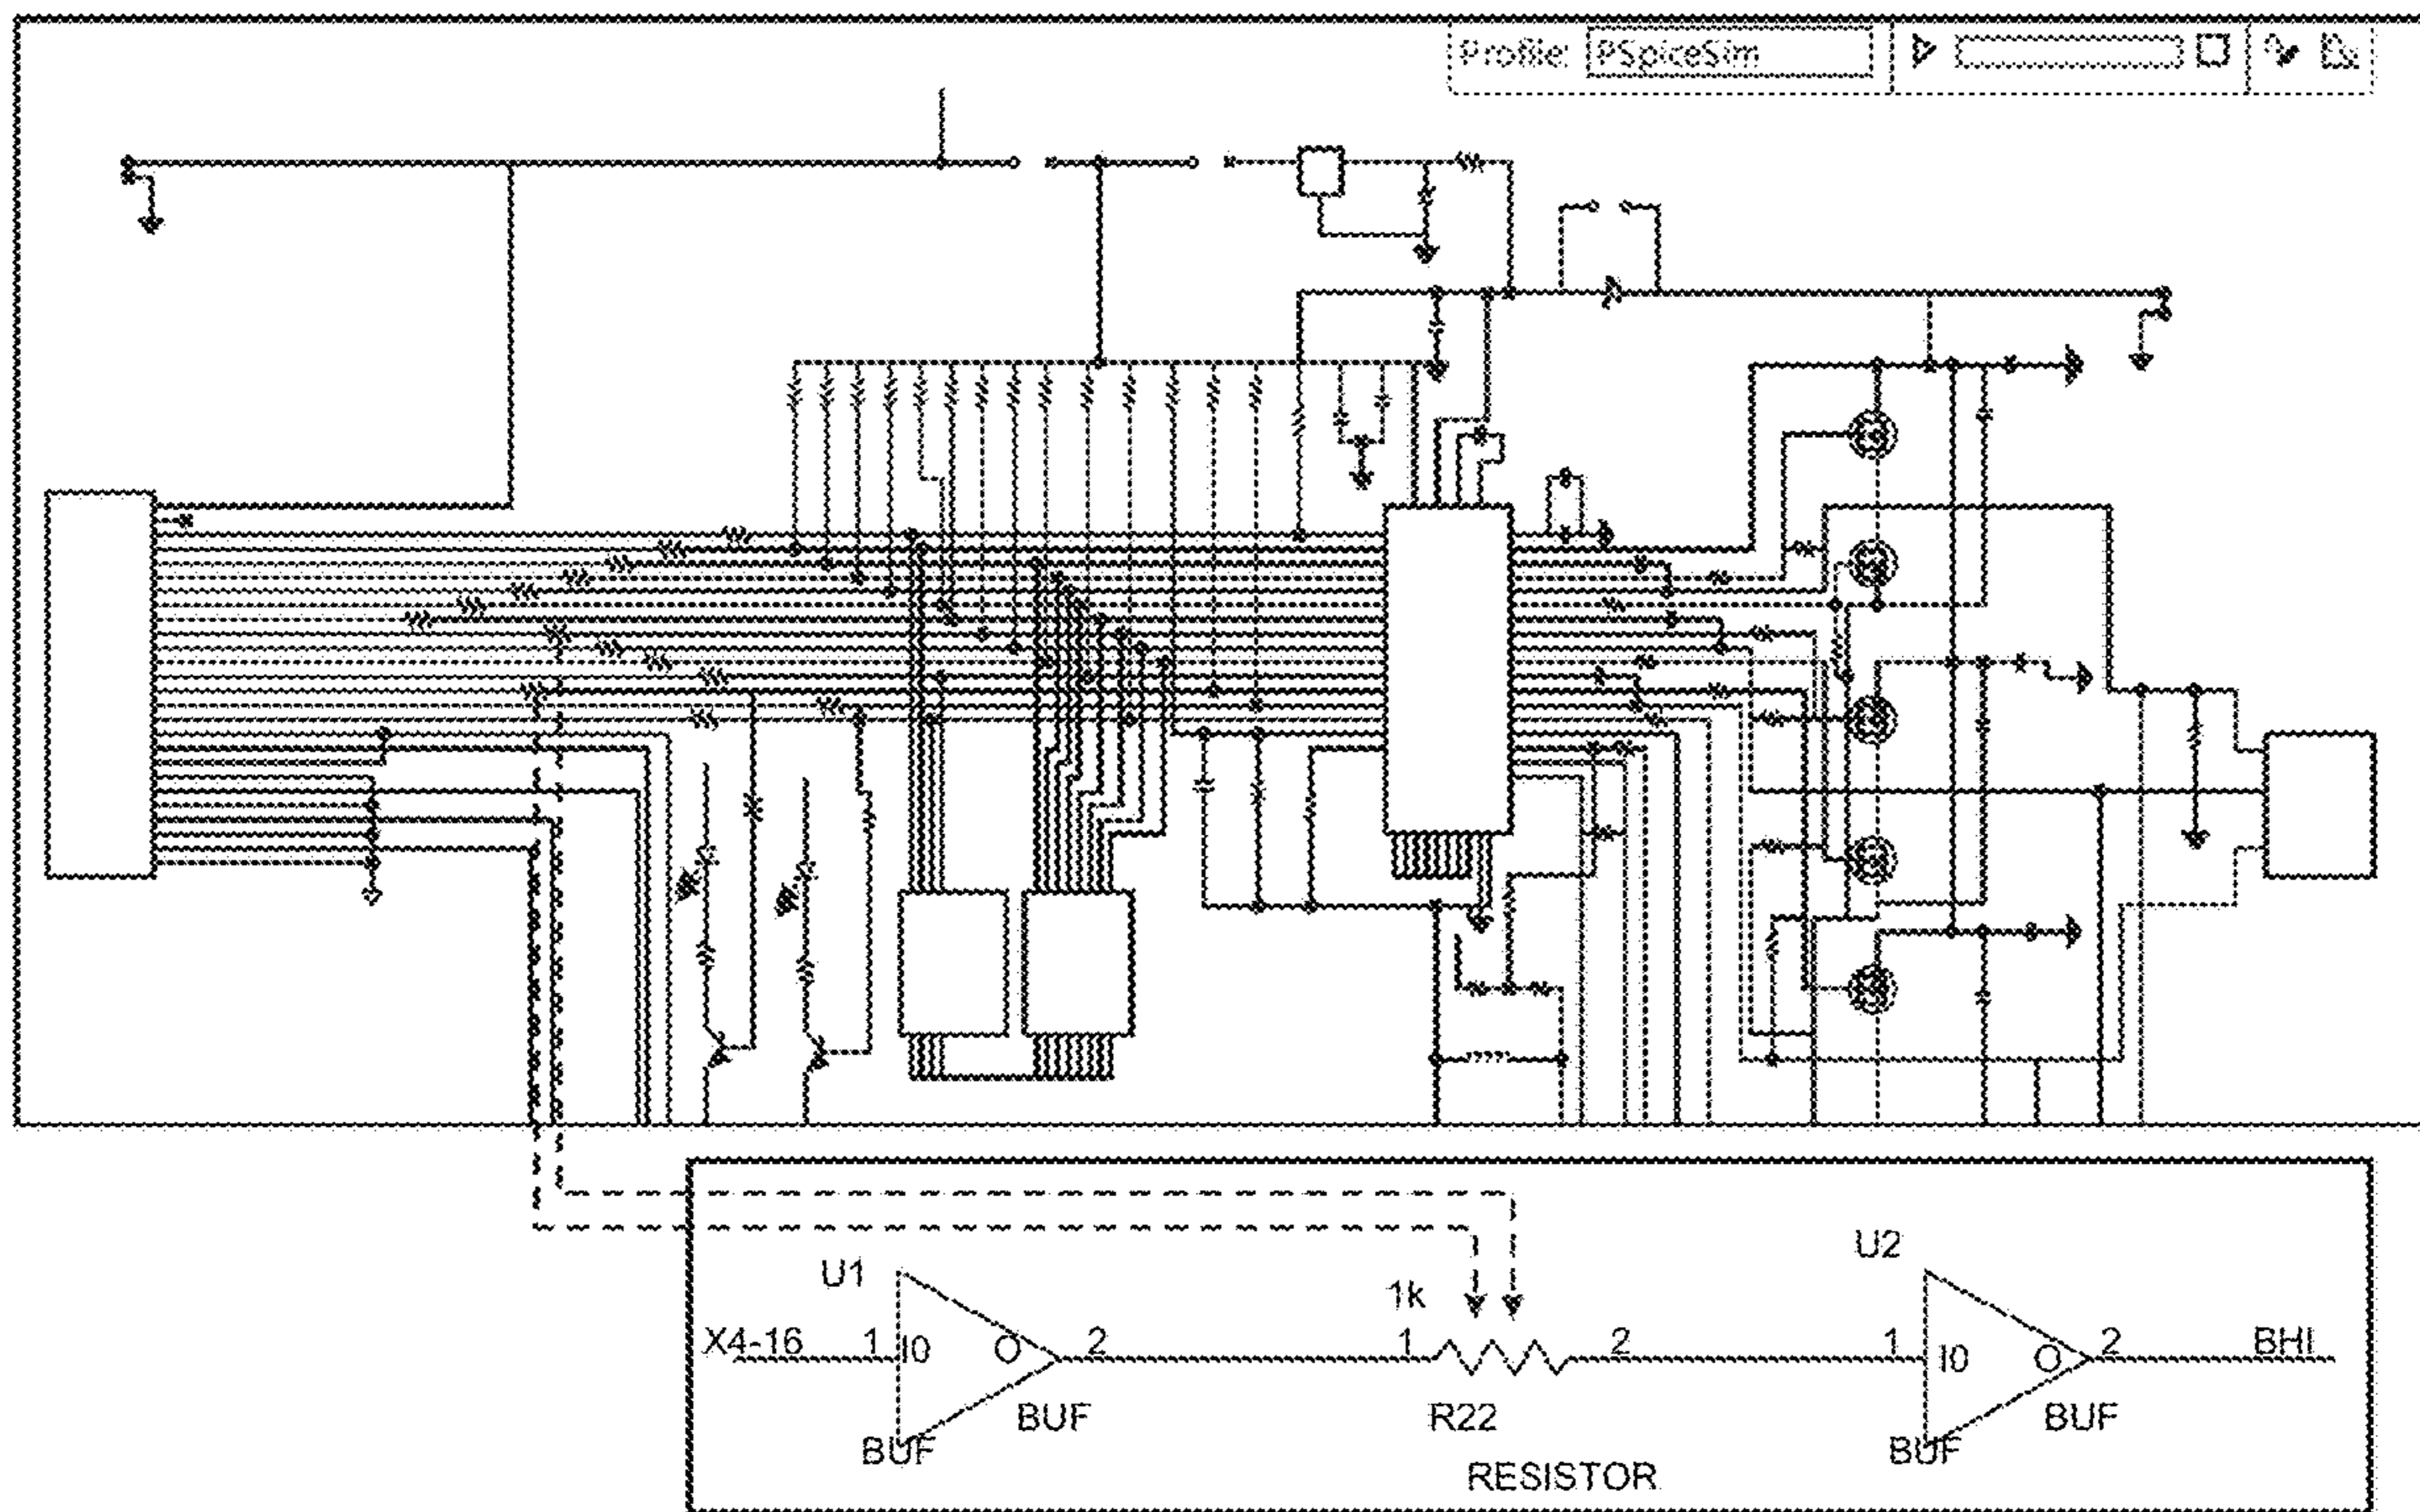 Profile: PSpiceSim
U1
U2
1k
X4-16 1 I0 O 2 1 2 1 I0 O 2 BHI
BUF R22 BUF
BUF BUF
RESISTOR